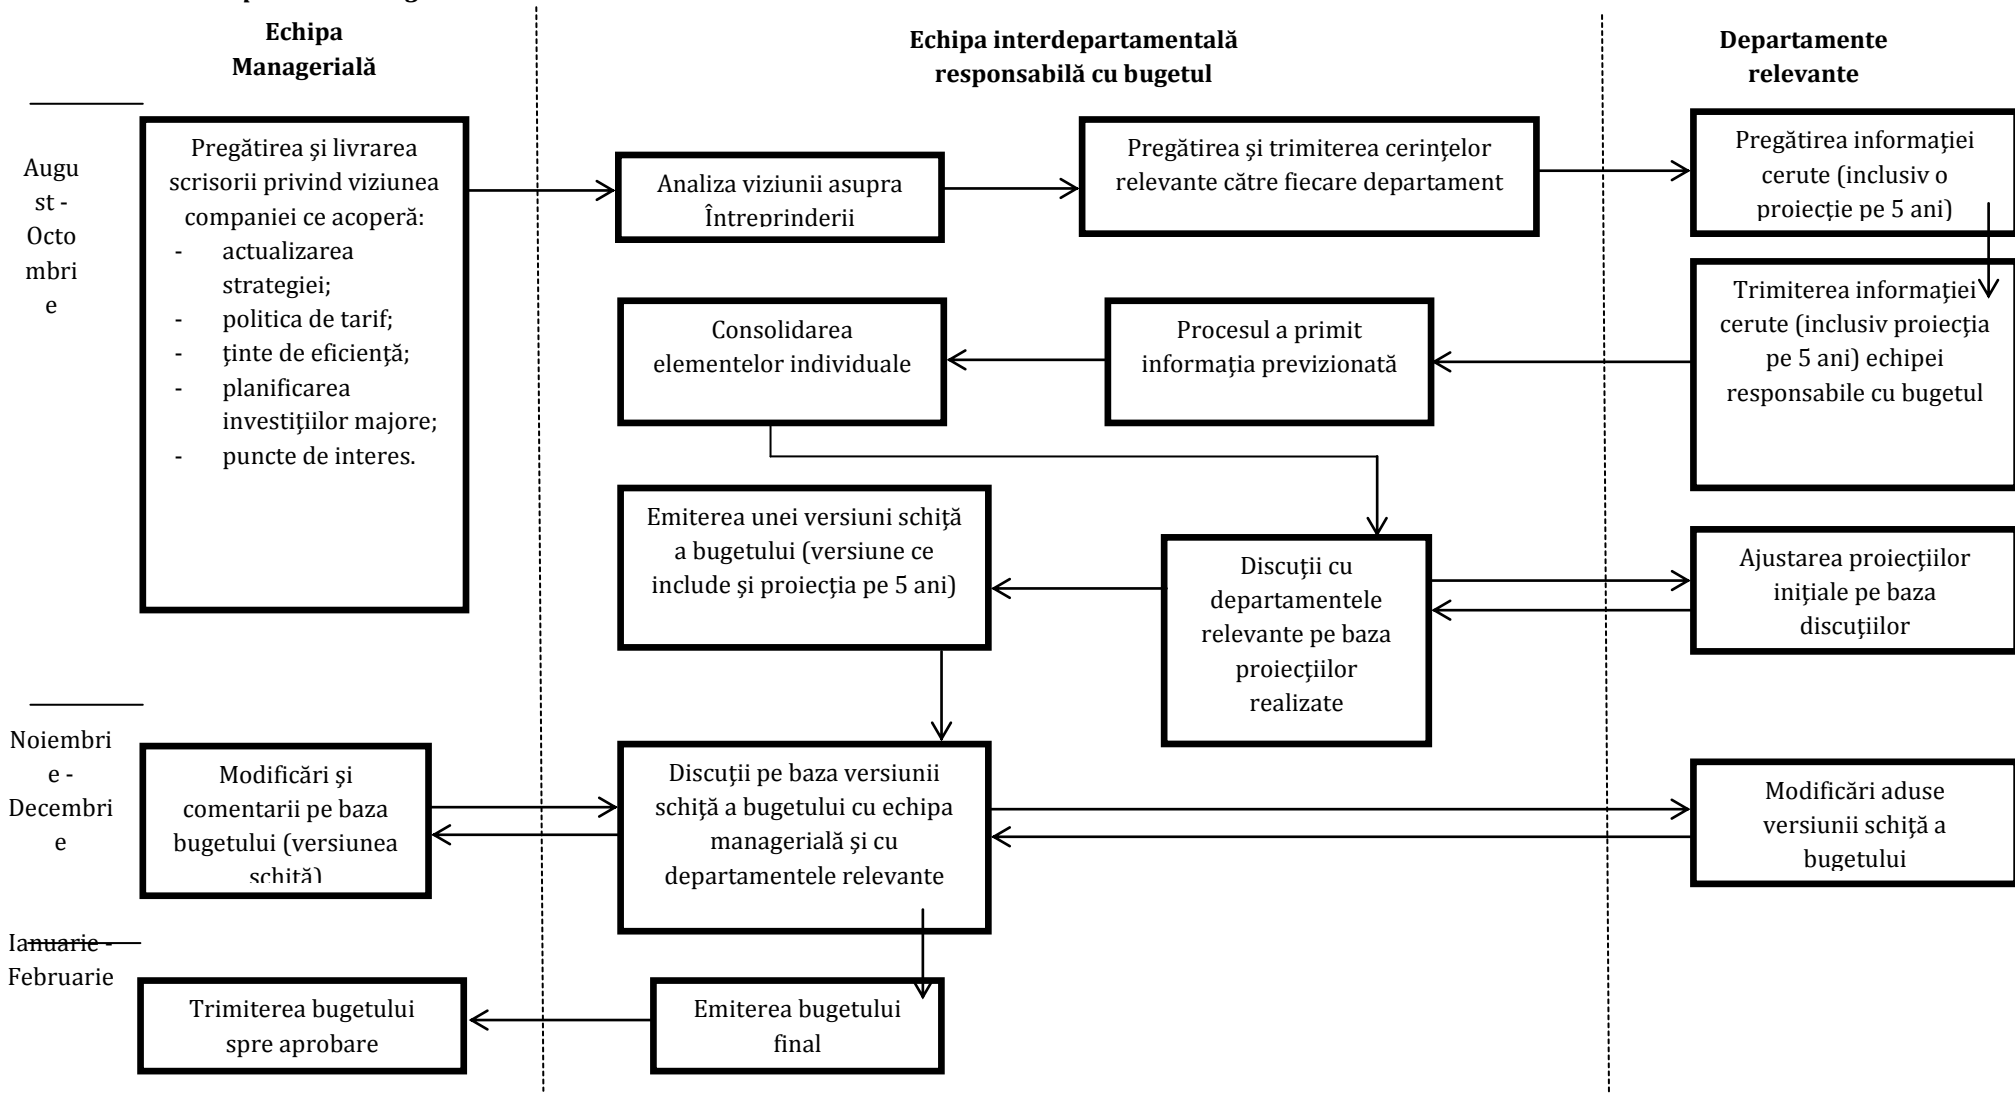 Echipa
Managerială
Echipa interdepartamentală
responsabilă cu bugetul
Departamente
relevante
Augu
st -
Octo
mbri
e
Pregătirea şi livrarea
scrisorii privind viziunea
companiei ce acoperă:
- actualizarea
strategiei;
- politica de tarif;
- ţinte de eficienţă;
- planificarea
investiţiilor majore;
- puncte de interes.
Analiza viziunii asupra
Întreprinderii
Pregătirea şi trimiterea cerinţelor
relevante către fiecare departament
Pregătirea informaţiei
cerute (inclusiv o
proiecţie pe 5 ani)
Consolidarea
elementelor individuale
Procesul a primit
informaţia previzionată
Trimiterea informaţiei
cerute (inclusiv proiecţia
pe 5 ani) echipei
responsabile cu bugetul
Emiterea unei versiuni schiţă
a bugetului (versiune ce
include şi proiecţia pe 5 ani)
Discuţii cu
departamentele
relevante pe baza
proiecţiilor
realizate
Ajustarea proiecţiilor
iniţiale pe baza
discuţiilor
Noiembri
e -
Decembri
e
Modificări şi
comentarii pe baza
bugetului (versiunea
schiţă)
Discuţii pe baza versiunii
schiţă a bugetului cu echipa
managerială şi cu
departamentele relevante
Modificări aduse
versiunii schiţă a
bugetului
Ianuarie -
Februarie
Trimiterea bugetului
spre aprobare
Emiterea bugetului
final